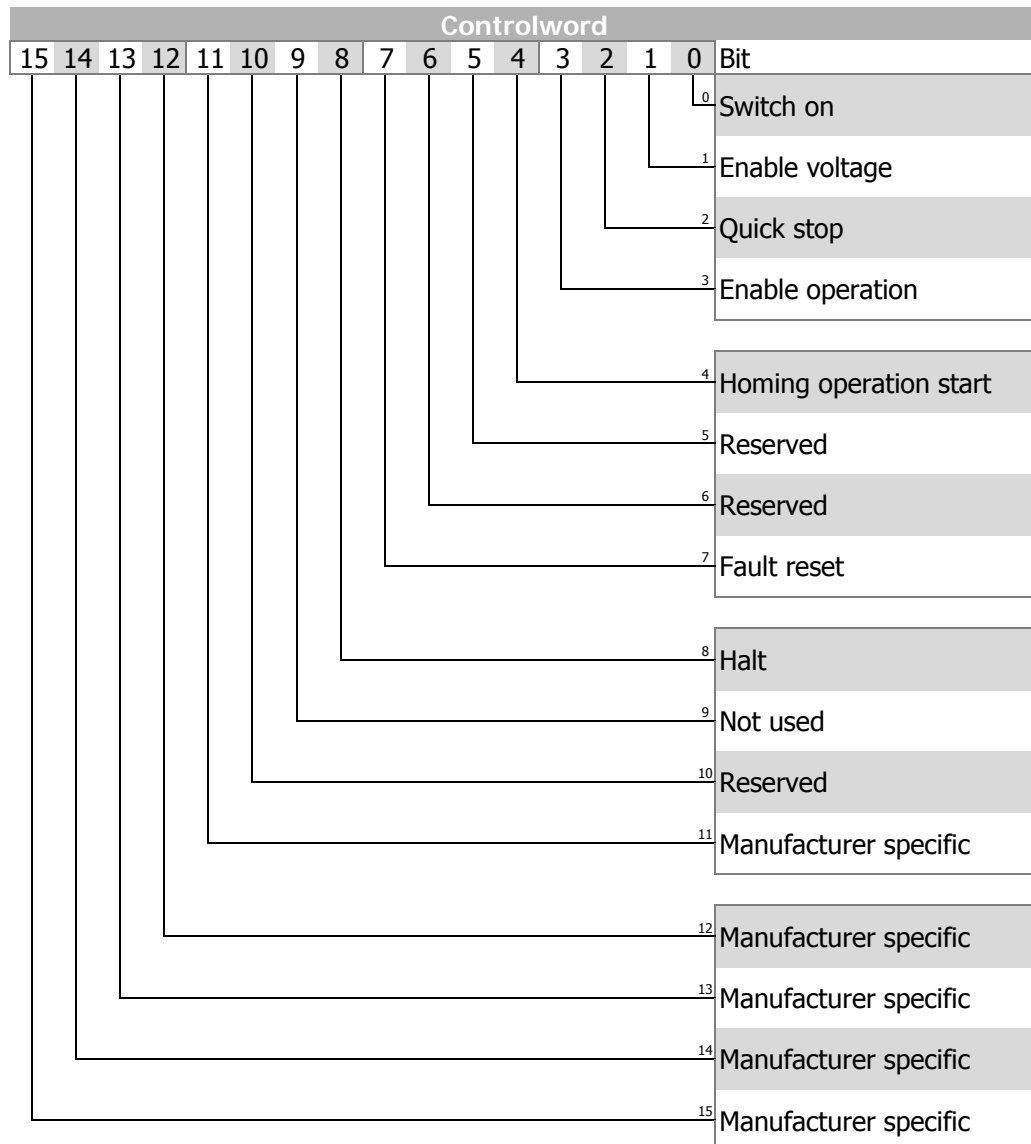 Controlword
15 14 13 12 11 10 9 8 7 6 5 4 3 2 1 0 Bit
0 Switch on
1 Enable voltage
2 Quick stop
3 Enable operation
4 Homing operation start
5 Reserved
6 Reserved
7 Fault reset
8 Halt
9 Not used
10 Reserved
11 Manufacturer specific
12 Manufacturer specific
13 Manufacturer specific
14 Manufacturer specific
15 Manufacturer specific